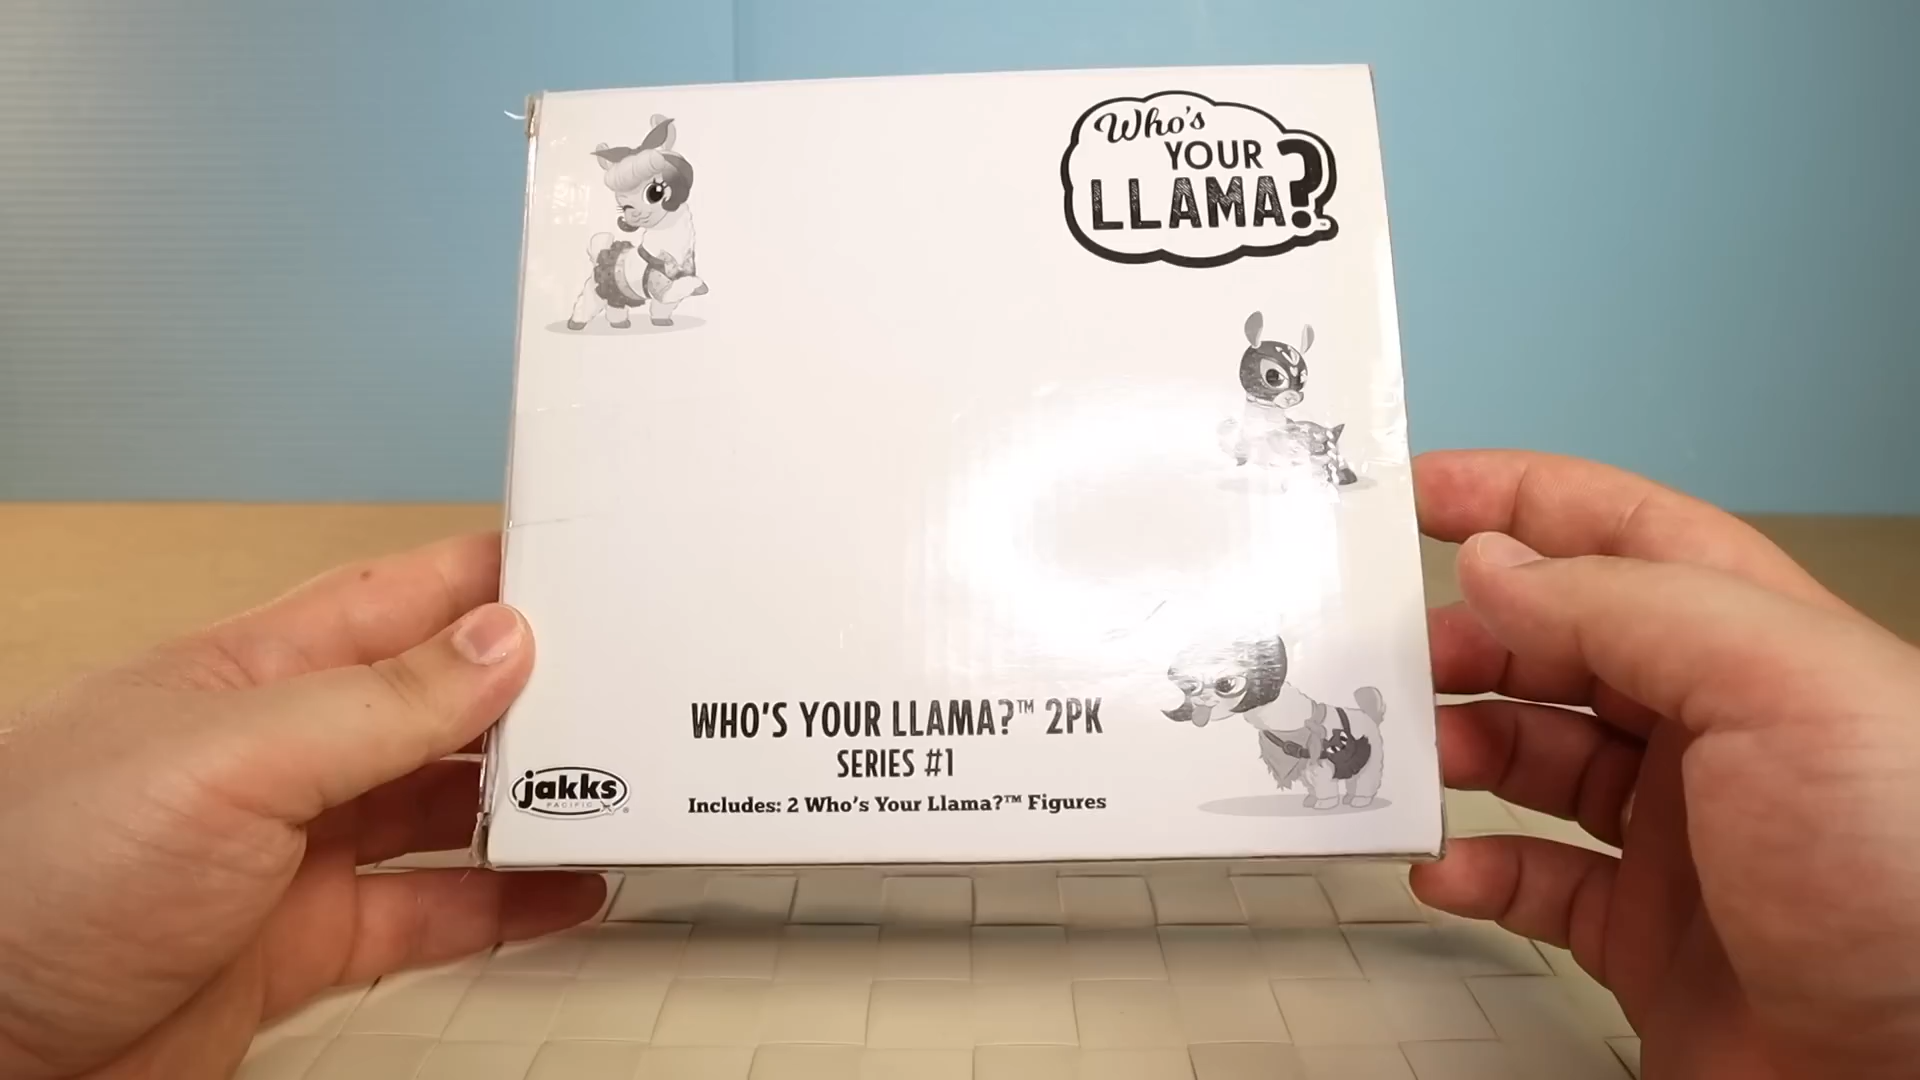 Who's
YOUR
LLAMA?
WHO'S YOUR LLAMA?™ 2PK
SERIES #1
Includes: 2 Who's Your Llama?™ Figures
jakks
PACIFIC
®